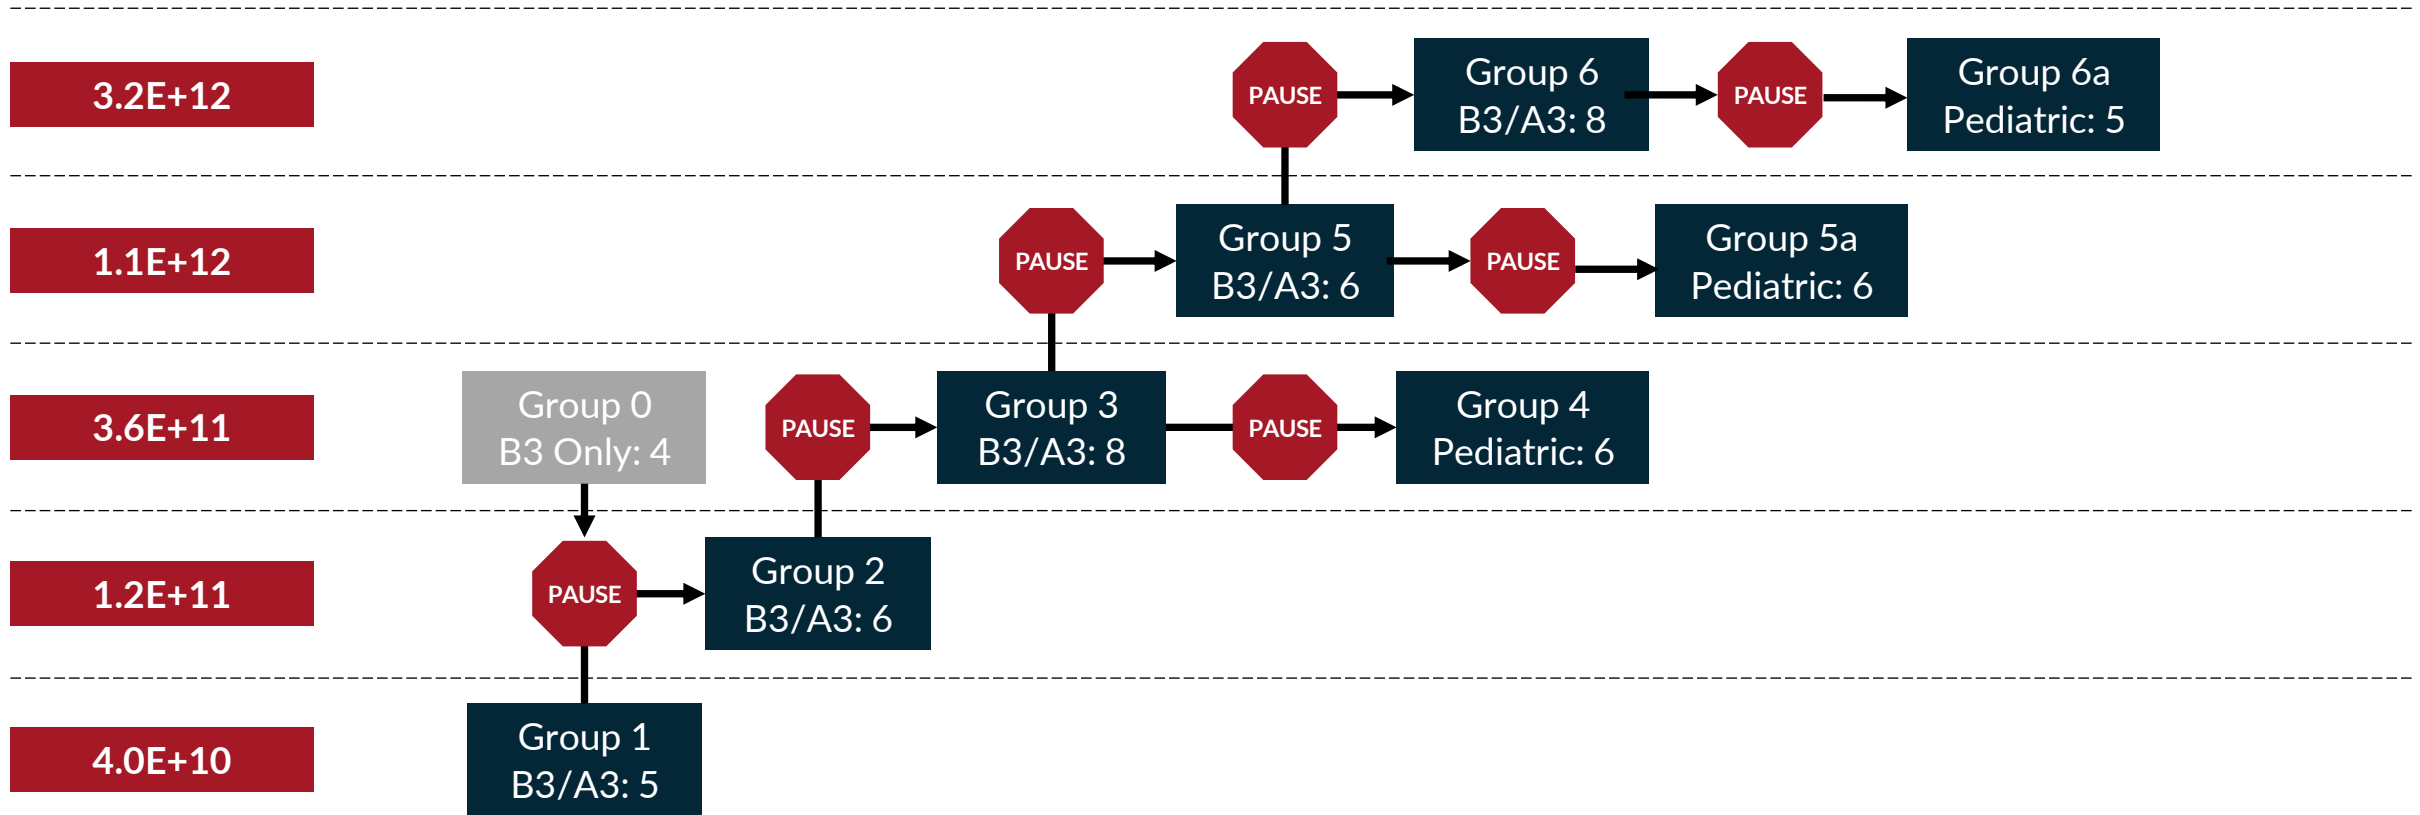 3.2E+12
PAUSE
Group 6
B3/A3: 8
PAUSE
Group 6a
Pediatric: 5
1.1E+12
PAUSE
Group 5
B3/A3: 6
PAUSE
Group 5a
Pediatric: 6
3.6E+11
Group 0
B3 Only: 4
PAUSE
Group 3
B3/A3: 8
PAUSE
Group 4
Pediatric: 6
1.2E+11
PAUSE
Group 2
B3/A3: 6
4.0E+10
Group 1
B3/A3: 5